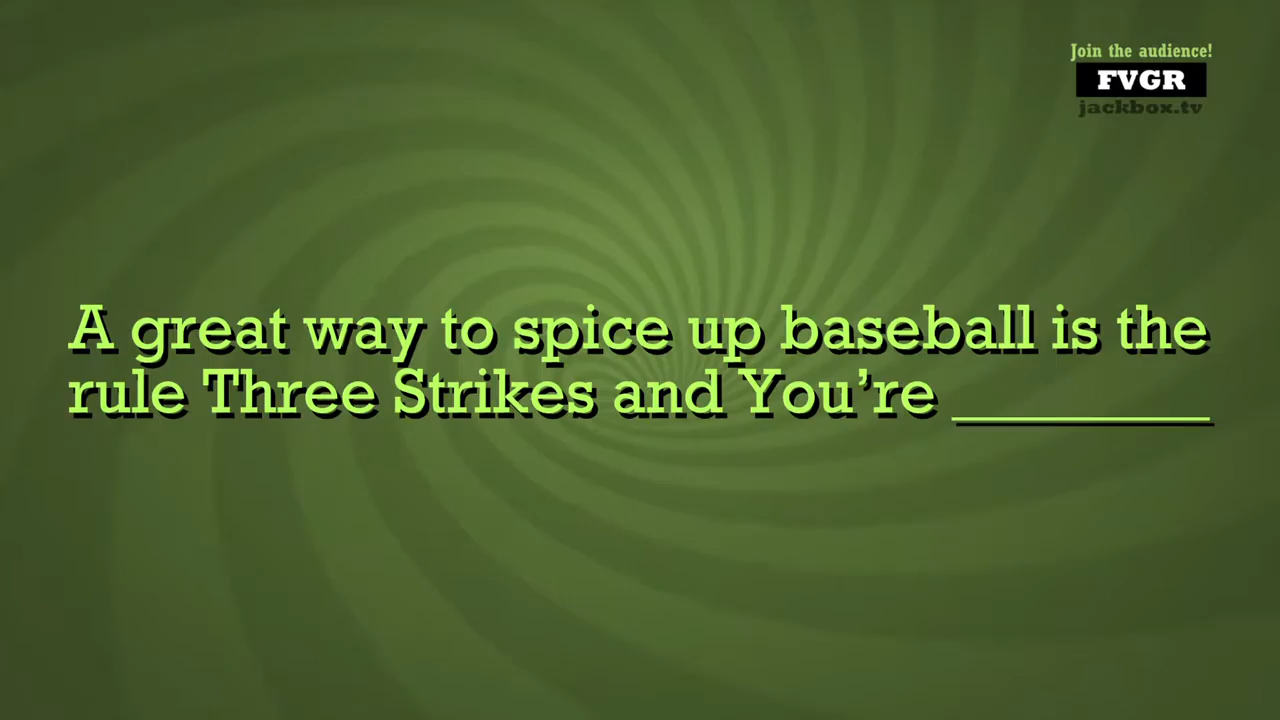 Join the audience!
FVGR
jackbox.tv
A great way to spice up baseball is the
rule Three Strikes and You’re ________